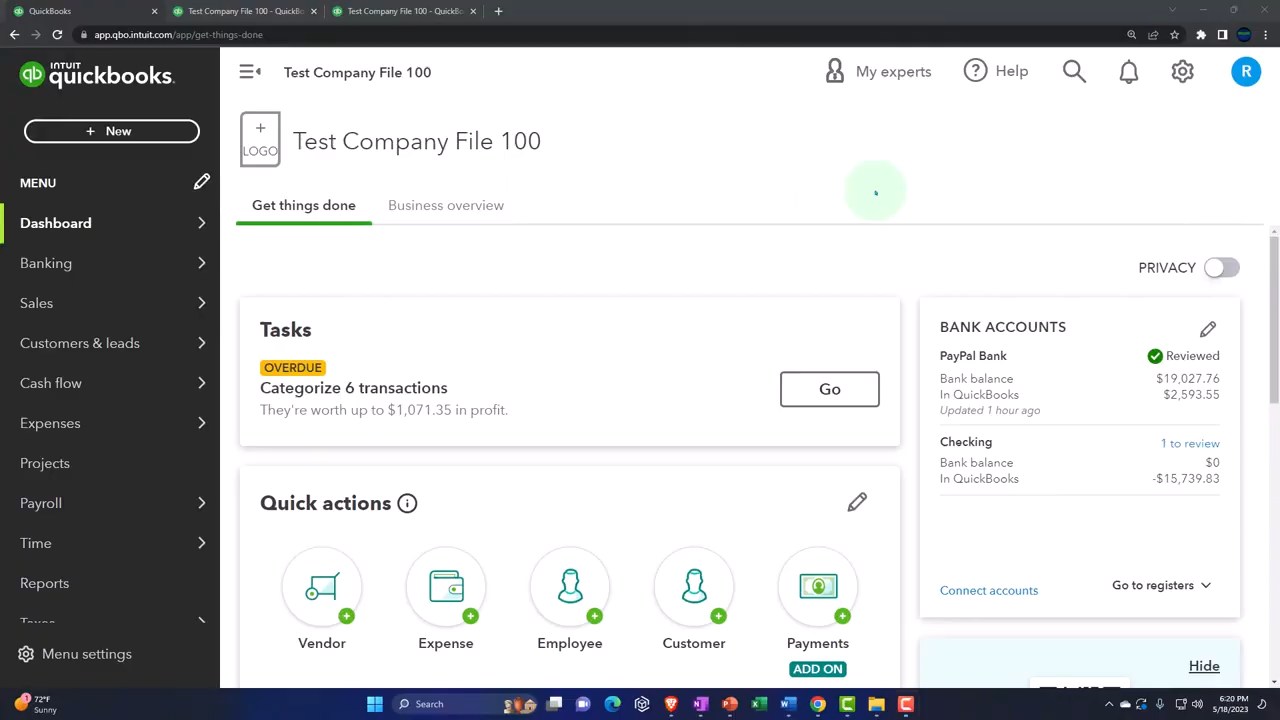 QuickBooks
Test Company File 100 - QuickBo
Test Company File 100 - QuickBo
app.qbo.intuit.com/app/get-things-done
INTUIT
quickbooks.
+ New
MENU
Dashboard
Banking
Sales
Customers & leads
Cash flow
Expenses
Projects
Payroll
Time
Reports
Taxes
Menu settings
Test Company File 100
My experts
Help
R
+
LOGO
Test Company File 100
Get things done
Business overview
PRIVACY
Tasks
OVERDUE
Categorize 6 transactions
They're worth up to $1,071.35 in profit.
Go
Quick actions
Vendor
Expense
Employee
Customer
Payments
ADD ON
BANK ACCOUNTS
PayPal Bank
Reviewed
Bank balance $19,027.76
In QuickBooks $2,593.55
Updated 1 hour ago
Checking 1 to review
Bank balance $0
In QuickBooks -$15,739.83
Connect accounts
Go to registers
Hide
72°F
Sunny
Search
6:20 PM
5/18/2023